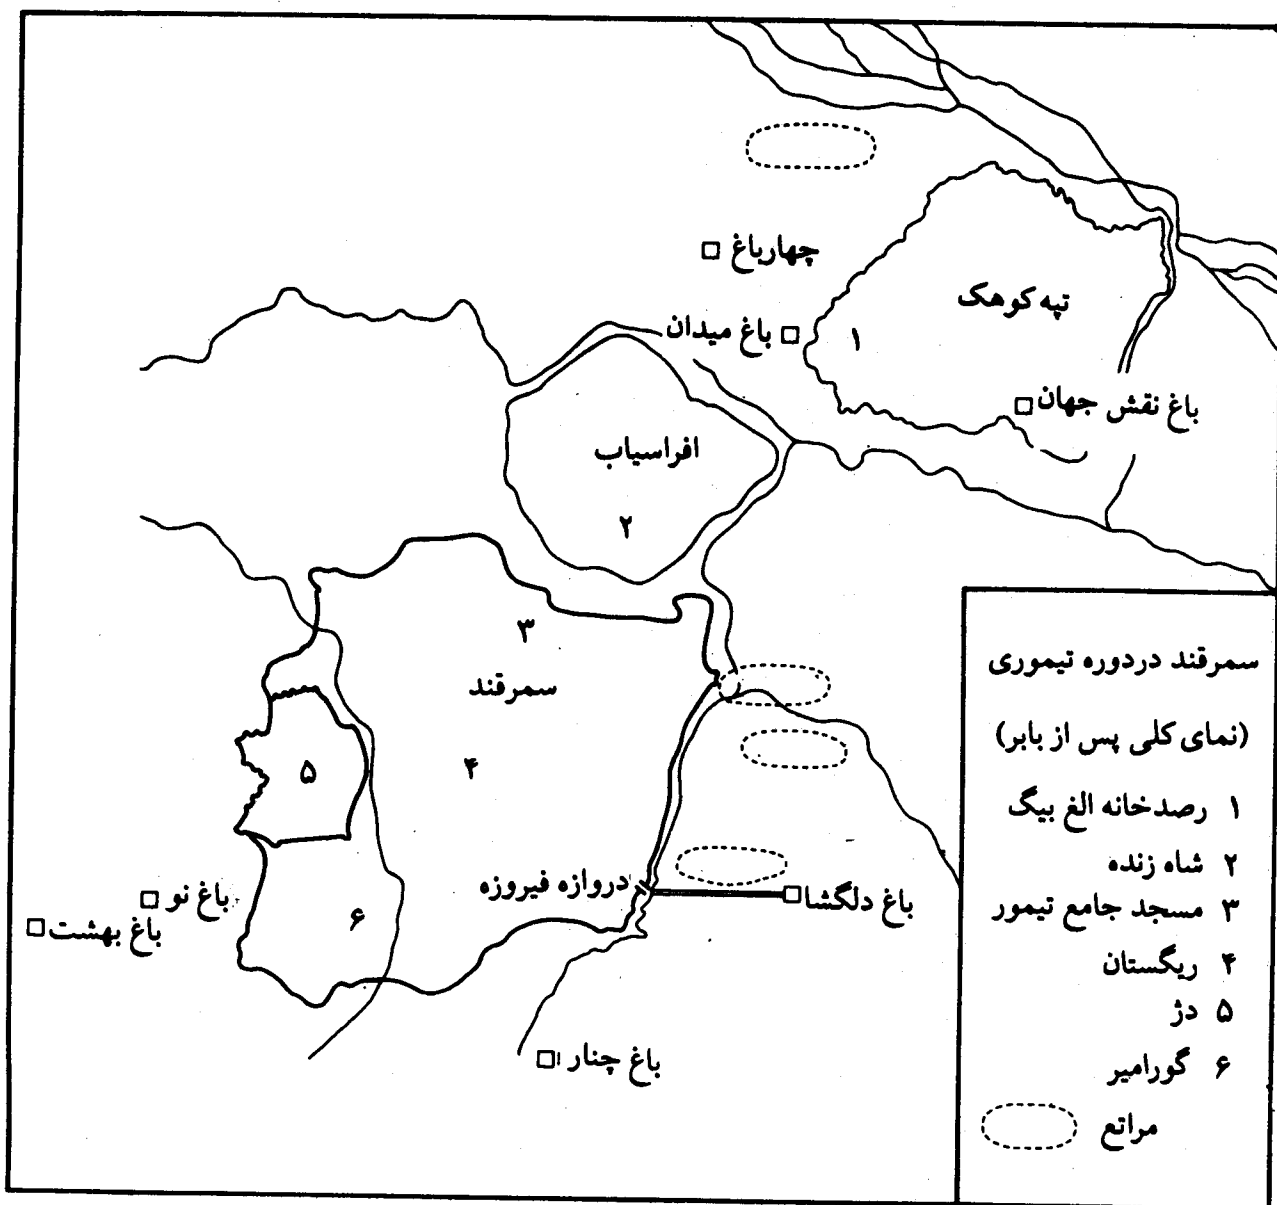 چهارباغ
تپه کوهک
باغ میدان
۱
باغ نقش جهان
افراسیاب
۲
۳
سمرقند
۴
۵
دروازه فیروزه
باغ دلگشا
باغ نو
باغ بهشت
۶
باغ چنار
سمرقند در دوره تیموری
(نمای کلی پس از بابر)
۱ رصدخانه الغ بیگ
۲ شاه زنده
۳ مسجد جامع تیمور
۴ ریگستان
۵ دژ
۶ گورامیر
مراتع